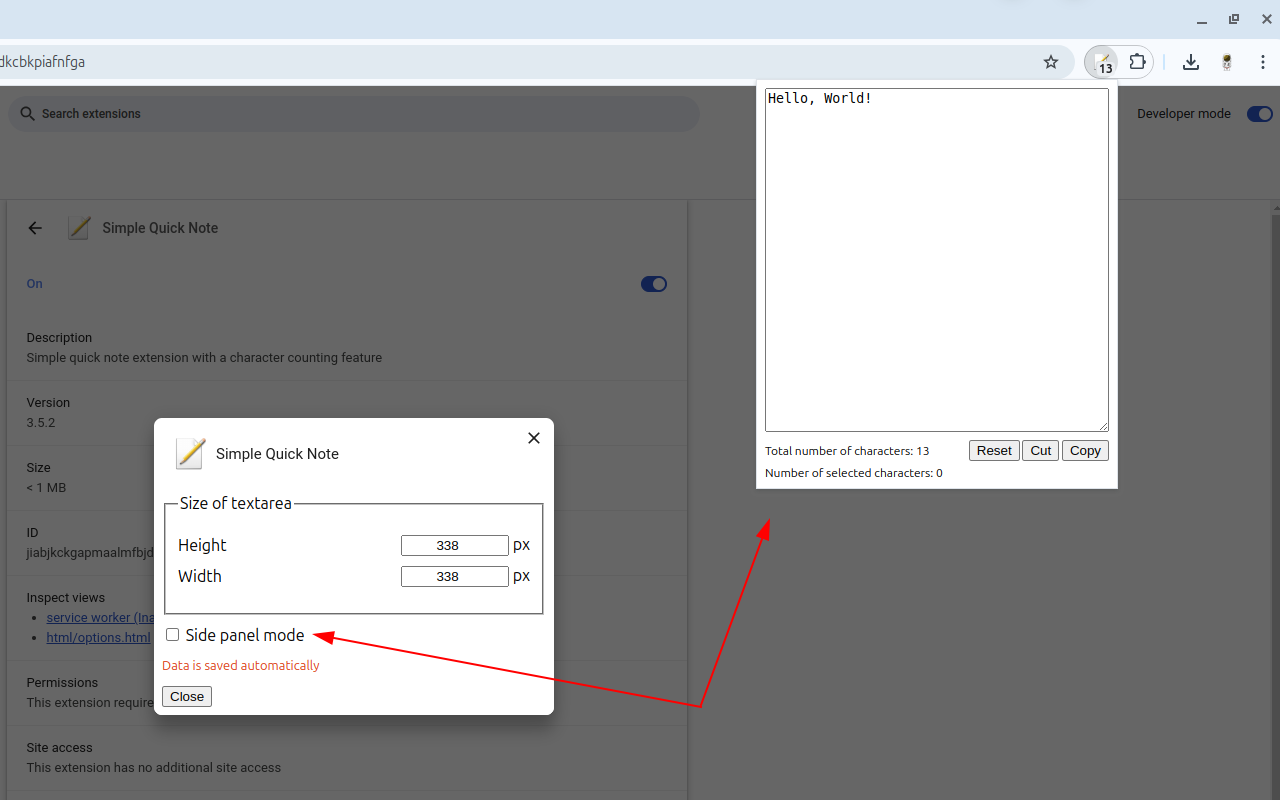 dkcbkpiafnfga
13
Search extensions
Developer mode
Hello, World!
Total number of characters: 13
Reset
Cut
Copy
Number of selected characters: 0
Simple Quick Note
On
Description
Simple quick note extension with a character counting feature
Version
3.5.2
Size
< 1 MB
ID
jiabjkckgapmaalmfbjd
Inspect views
service worker (Ina
html/options.html
Permissions
This extension require
Site access
This extension has no additional site access
Simple Quick Note
Size of textarea
Height 338 px
Width 338 px
Side panel mode
Data is saved automatically
Close